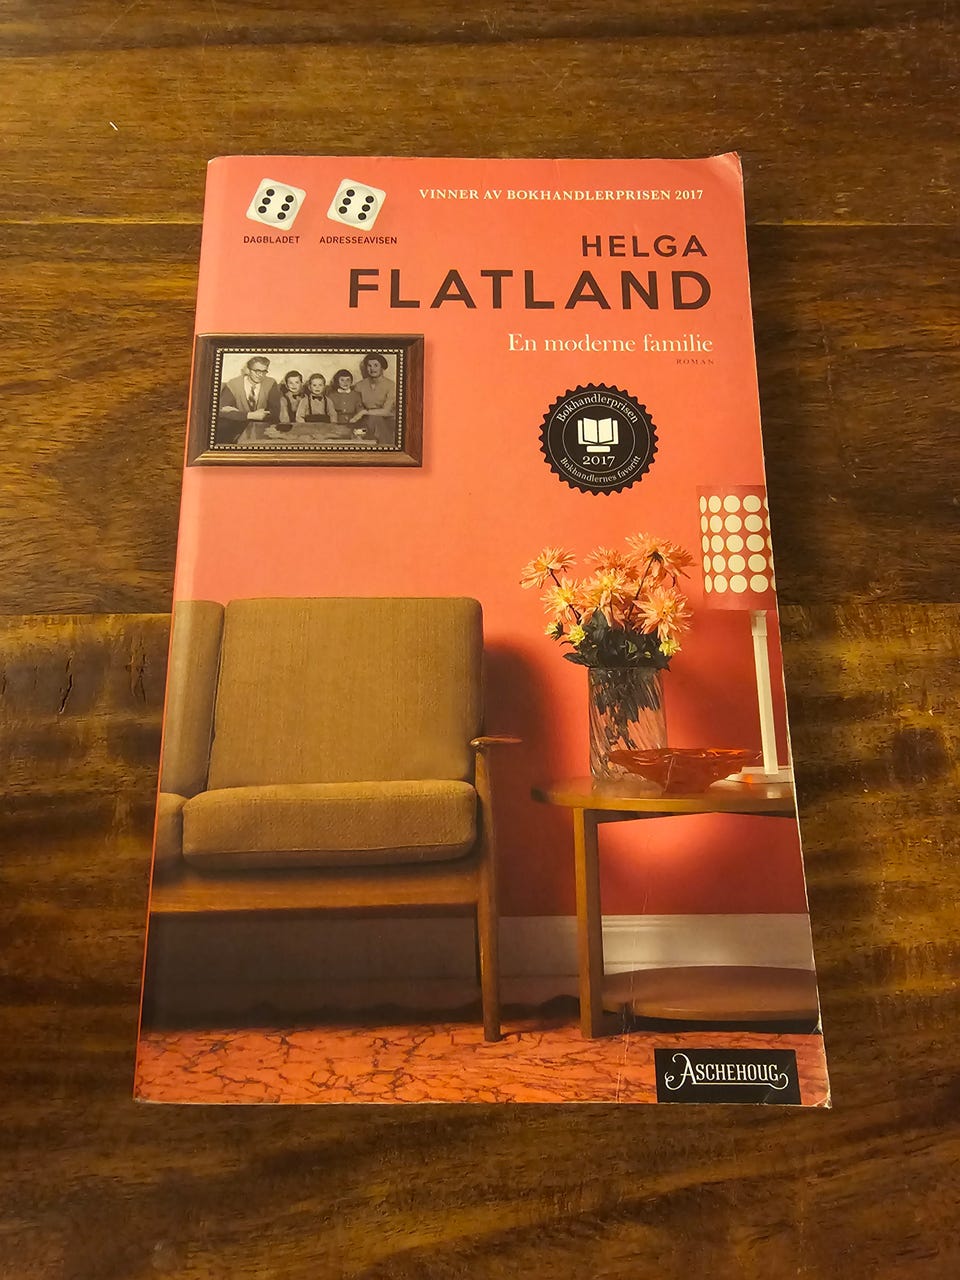 VINNER AV BOKHANDLERPRISEN 2017
DAGBLADET
ADRESSEAVISEN
HELGA
FLATLAND
En moderne familie
ROMAN
Bokhandlerprisen
2017
Bokhandlernes favoritt
ASCHEHOUG